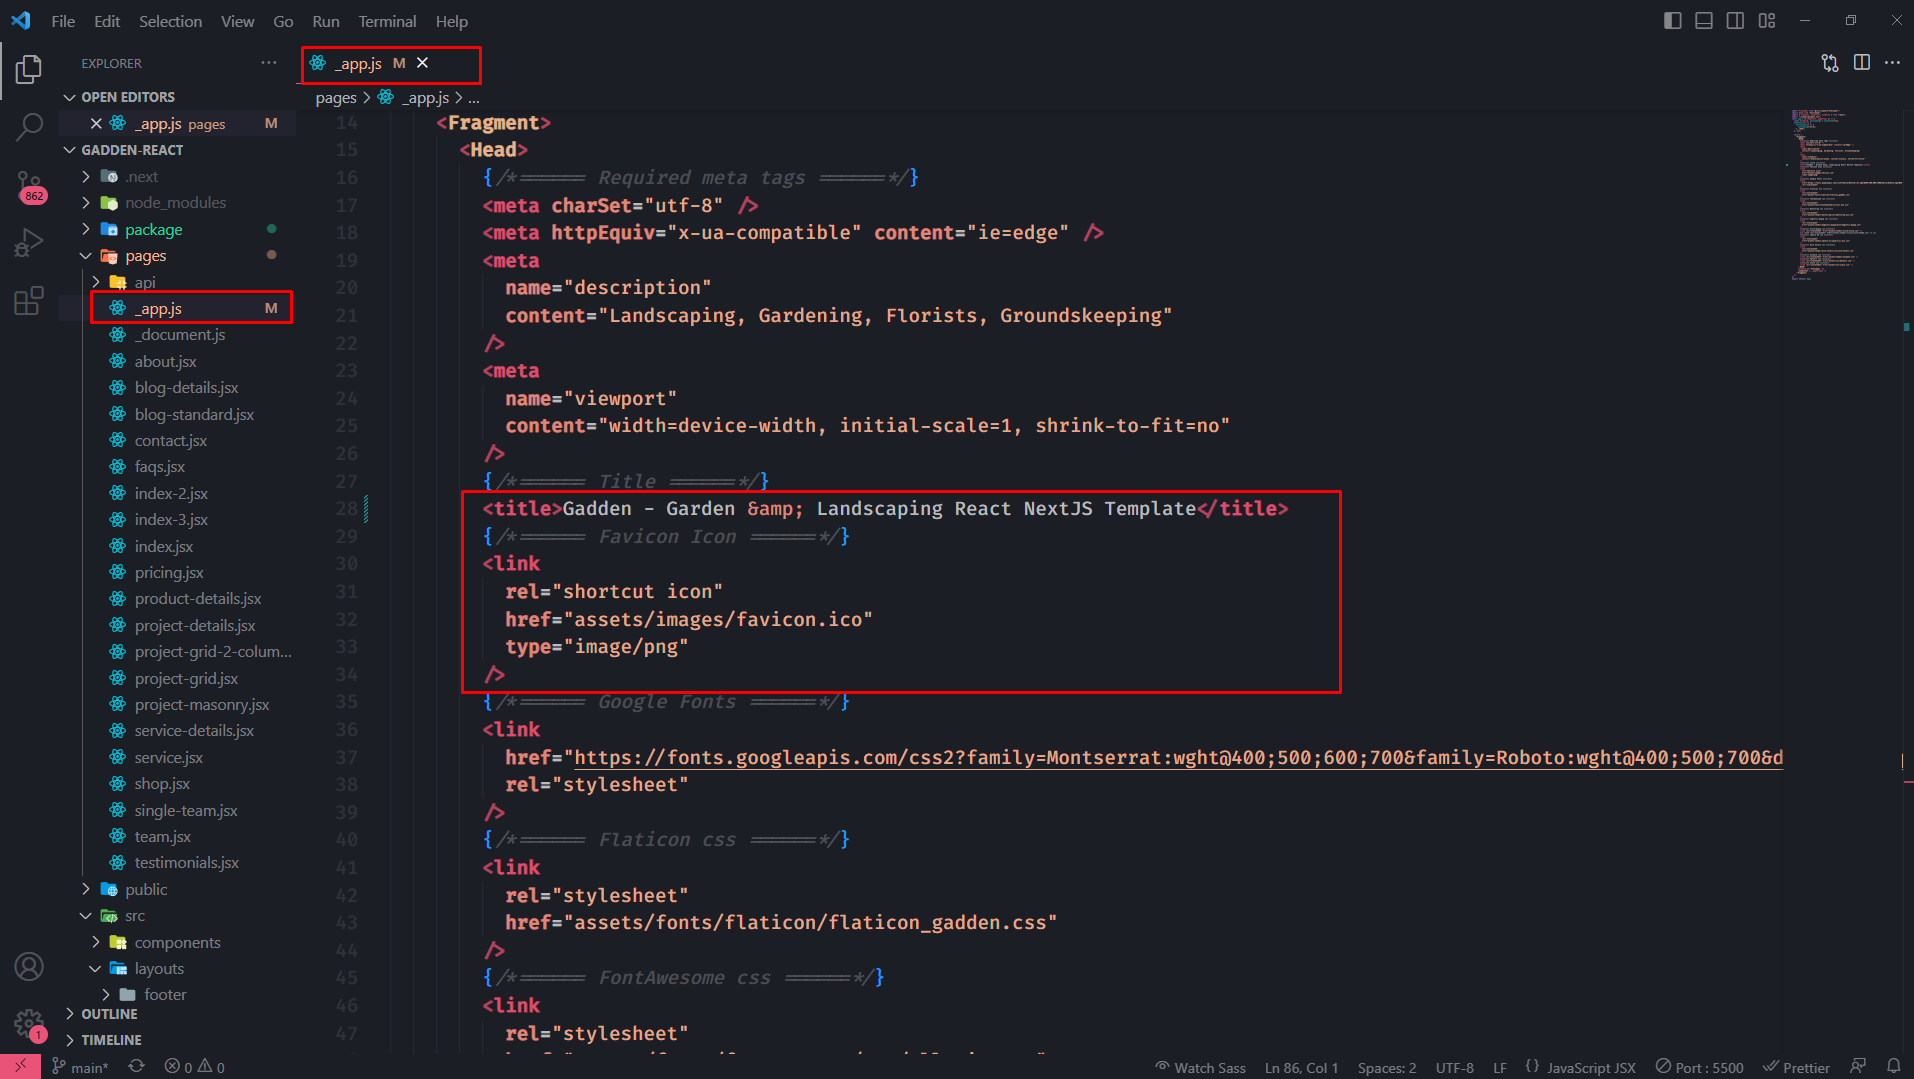 File Edit Selection View Go Run Terminal Help
EXPLORER
OPEN EDITORS
_app.js pages M
GADDEN-REACT
.next
node_modules
package
pages
api
_app.js M
_document.js
about.jsx
blog-details.jsx
blog-standard.jsx
contact.jsx
faqs.jsx
index-2.jsx
index-3.jsx
index.jsx
pricing.jsx
product-details.jsx
project-details.jsx
project-grid-2-colum...
project-grid.jsx
project-masonry.jsx
service-details.jsx
service.jsx
shop.jsx
single-team.jsx
team.jsx
testimonials.jsx
public
src
components
layouts
footer
OUTLINE
TIMELINE
862
1
_app.js M
pages > _app.js > ...
14 <Fragment>
15 <Head>
16 {/*====== Required meta tags ======*/}
17 <meta charSet="utf-8" />
18 <meta httpEquiv="x-ua-compatible" content="ie=edge" />
19 <meta
20 name="description"
21 content="Landscaping, Gardening, Florists, Groundskeeping"
22 />
23 <meta
24 name="viewport"
25 content="width=device-width, initial-scale=1, shrink-to-fit=no"
26 />
27 {/*====== Title ======*/}
28 <title>Gadden - Garden &amp; Landscaping React NextJS Template</title>
29 {/*====== Favicon Icon ======*/}
30 <link
31 rel="shortcut icon"
32 href="assets/images/favicon.ico"
33 type="image/png"
34 />
35 {/*====== Google Fonts ======*/}
36 <link
37 href="https://fonts.googleapis.com/css2?family=Montserrat:wght@400;500;600;700&family=Roboto:wght@400;500;700&d
38 rel="stylesheet"
39 />
40 {/*====== Flaticon css ======*/}
41 <link
42 rel="stylesheet"
43 href="assets/fonts/flaticon/flaticon_gadden.css"
44 />
45 {/*====== FontAwesome css ======*/}
46 <link
47 rel="stylesheet"
main* 0 0 Watch Sass Ln 86, Col 1 Spaces: 2 UTF-8 LF {} JavaScript JSX Port : 5500 Prettier